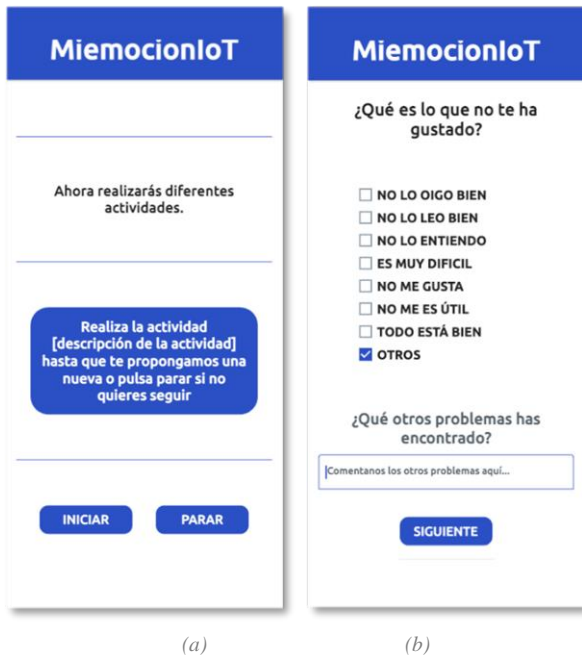 MiemocionIoT
Ahora realizarás diferentes
actividades.
Realiza la actividad
[descripción de la actividad]
hasta que te propongamos una
nueva o pulsa parar si no
quieres seguir
INICIAR
PARAR
(a)
MiemocionIoT
¿Qué es lo que no te ha
gustado?
NO LO OIGO BIEN
NO LO LEO BIEN
NO LO ENTIENDO
ES MUY DIFICIL
NO ME GUSTA
NO ME ES ÚTIL
TODO ESTÁ BIEN
OTROS
¿Qué otros problemas has
encontrado?
Comentanos los otros problemas aquí...
SIGUIENTE
(b)